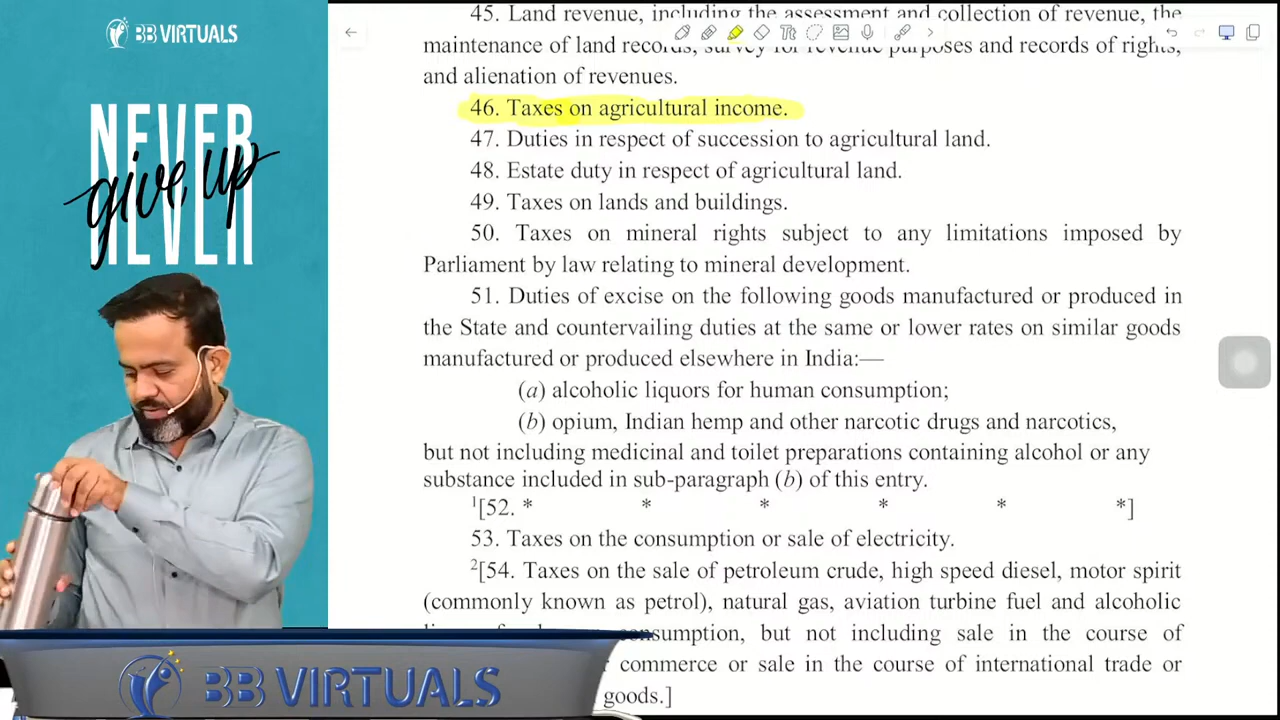 BB VIRTUALS
NEVER
give up
NEVER
45. Land revenue, including the assessment and collection of revenue, the
maintenance of land records, survey for revenue purposes and records of rights,
and alienation of revenues.
46. Taxes on agricultural income.
47. Duties in respect of succession to agricultural land.
48. Estate duty in respect of agricultural land.
49. Taxes on lands and buildings.
50. Taxes on mineral rights subject to any limitations imposed by
Parliament by law relating to mineral development.
51. Duties of excise on the following goods manufactured or produced in
the State and countervailing duties at the same or lower rates on similar goods
manufactured or produced elsewhere in India:—
(a) alcoholic liquors for human consumption;
(b) opium, Indian hemp and other narcotic drugs and narcotics,
but not including medicinal and toilet preparations containing alcohol or any
substance included in sub-paragraph (b) of this entry.
1[52. * * * * * *]
53. Taxes on the consumption or sale of electricity.
2[54. Taxes on the sale of petroleum crude, high speed diesel, motor spirit
(commonly known as petrol), natural gas, aviation turbine fuel and alcoholic
consumption, but not including sale in the course of
commerce or sale in the course of international trade or
goods.]
BB VIRTUALS